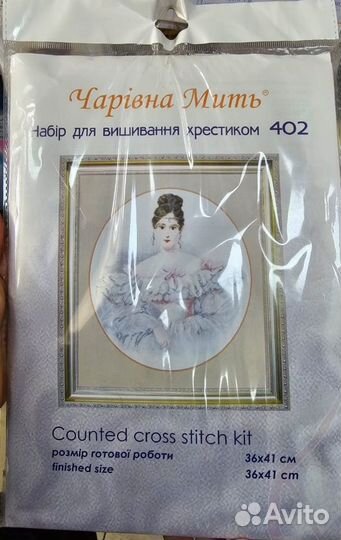 Чарівна Мить®
Набір для вишивання хрестиком 402
Counted cross stitch kit
розмір готової роботи 36х41 см
finished size 36x41 cm
Avito